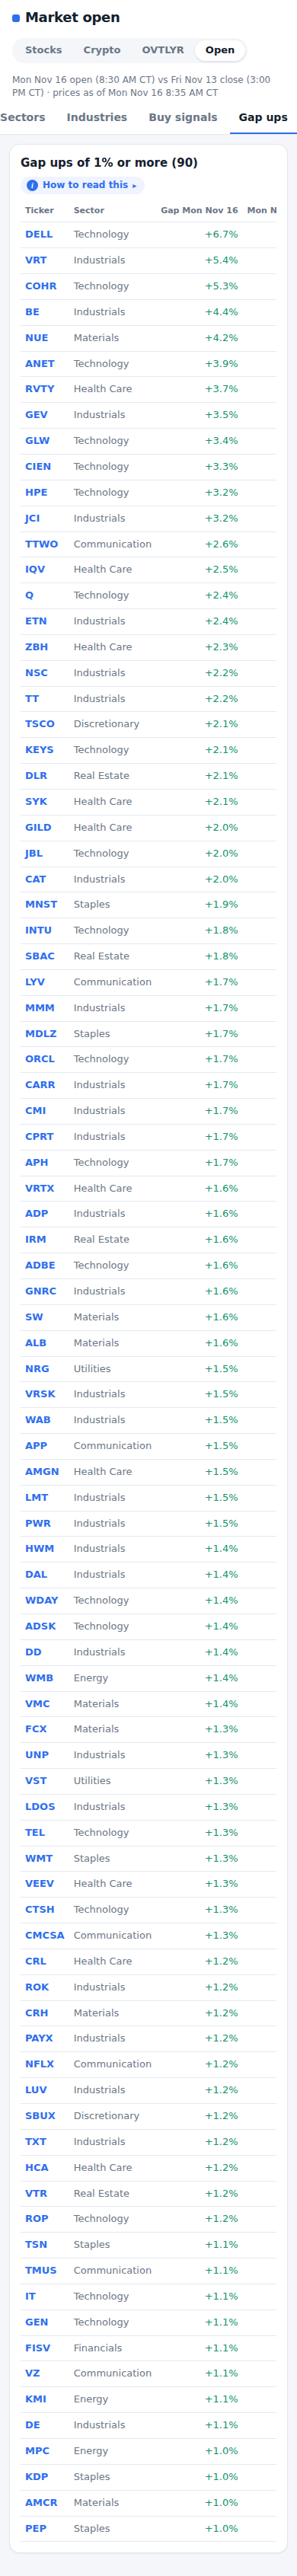 Market open
Stocks Crypto OVTLYR Open
Mon Nov 16 open (8:30 AM CT) vs Fri Nov 13 close (3:00
PM CT) · prices as of Mon Nov 16 8:35 AM CT
Sectors Industries Buy signals Gap ups
Gap ups of 1% or more (90)
i How to read this ▸
Ticker Sector Gap Mon Nov 16 Mon N
DELL Technology +6.7%
VRT Industrials +5.4%
COHR Technology +5.3%
BE Industrials +4.4%
NUE Materials +4.2%
ANET Technology +3.9%
RVTY Health Care +3.7%
GEV Industrials +3.5%
GLW Technology +3.4%
CIEN Technology +3.3%
HPE Technology +3.2%
JCI Industrials +3.2%
TTWO Communication +2.6%
IQV Health Care +2.5%
Q Technology +2.4%
ETN Industrials +2.4%
ZBH Health Care +2.3%
NSC Industrials +2.2%
TT Industrials +2.2%
TSCO Discretionary +2.1%
KEYS Technology +2.1%
DLR Real Estate +2.1%
SYK Health Care +2.1%
GILD Health Care +2.0%
JBL Technology +2.0%
CAT Industrials +2.0%
MNST Staples +1.9%
INTU Technology +1.8%
SBAC Real Estate +1.8%
LYV Communication +1.7%
MMM Industrials +1.7%
MDLZ Staples +1.7%
ORCL Technology +1.7%
CARR Industrials +1.7%
CMI Industrials +1.7%
CPRT Industrials +1.7%
APH Technology +1.7%
VRTX Health Care +1.6%
ADP Industrials +1.6%
IRM Real Estate +1.6%
ADBE Technology +1.6%
GNRC Industrials +1.6%
SW Materials +1.6%
ALB Materials +1.6%
NRG Utilities +1.5%
VRSK Industrials +1.5%
WAB Industrials +1.5%
APP Communication +1.5%
AMGN Health Care +1.5%
LMT Industrials +1.5%
PWR Industrials +1.5%
HWM Industrials +1.4%
DAL Industrials +1.4%
WDAY Technology +1.4%
ADSK Technology +1.4%
DD Industrials +1.4%
WMB Energy +1.4%
VMC Materials +1.4%
FCX Materials +1.3%
UNP Industrials +1.3%
VST Utilities +1.3%
LDOS Industrials +1.3%
TEL Technology +1.3%
WMT Staples +1.3%
VEEV Health Care +1.3%
CTSH Technology +1.3%
CMCSA Communication +1.3%
CRL Health Care +1.2%
ROK Industrials +1.2%
CRH Materials +1.2%
PAYX Industrials +1.2%
NFLX Communication +1.2%
LUV Industrials +1.2%
SBUX Discretionary +1.2%
TXT Industrials +1.2%
HCA Health Care +1.2%
VTR Real Estate +1.2%
ROP Technology +1.2%
TSN Staples +1.1%
TMUS Communication +1.1%
IT Technology +1.1%
GEN Technology +1.1%
FISV Financials +1.1%
VZ Communication +1.1%
KMI Energy +1.1%
DE Industrials +1.1%
MPC Energy +1.0%
KDP Staples +1.0%
AMCR Materials +1.0%
PEP Staples +1.0%